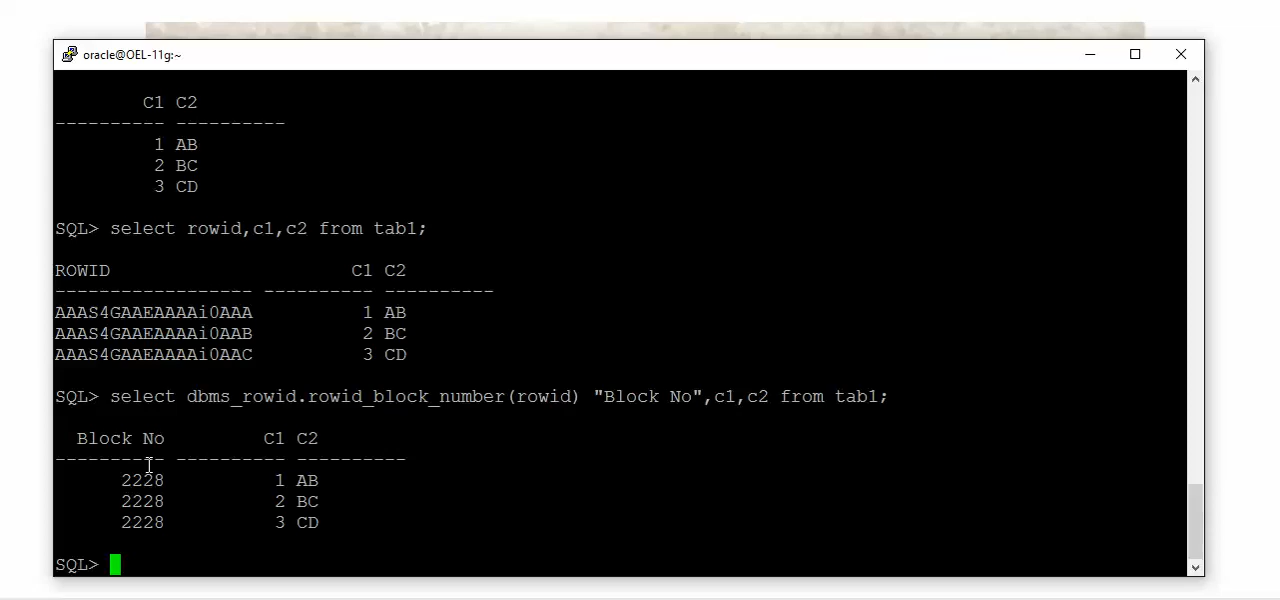 oracle@OEL-11g:~
C1 C2
---------- ----------
1 AB
2 BC
3 CD
SQL> select rowid,c1,c2 from tab1;
ROWID C1 C2
------------------ ---------- ----------
AAAS4GAAEAAAAi0AAA 1 AB
AAAS4GAAEAAAAi0AAB 2 BC
AAAS4GAAEAAAAi0AAC 3 CD
SQL> select dbms_rowid.rowid_block_number(rowid) "Block No",c1,c2 from tab1;
Block No C1 C2
---------- ---------- ----------
2228 1 AB
2228 2 BC
2228 3 CD
SQL>